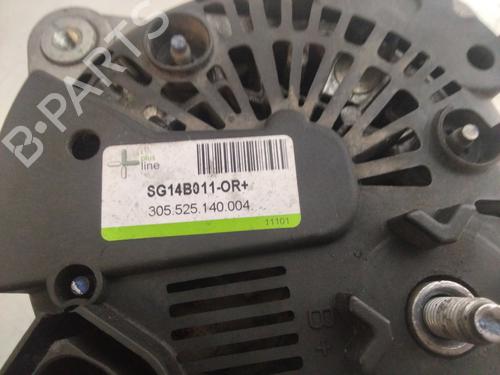 B-PARTS
plus
line
SG14B011-OR+
305.525.140.004
11101
B+